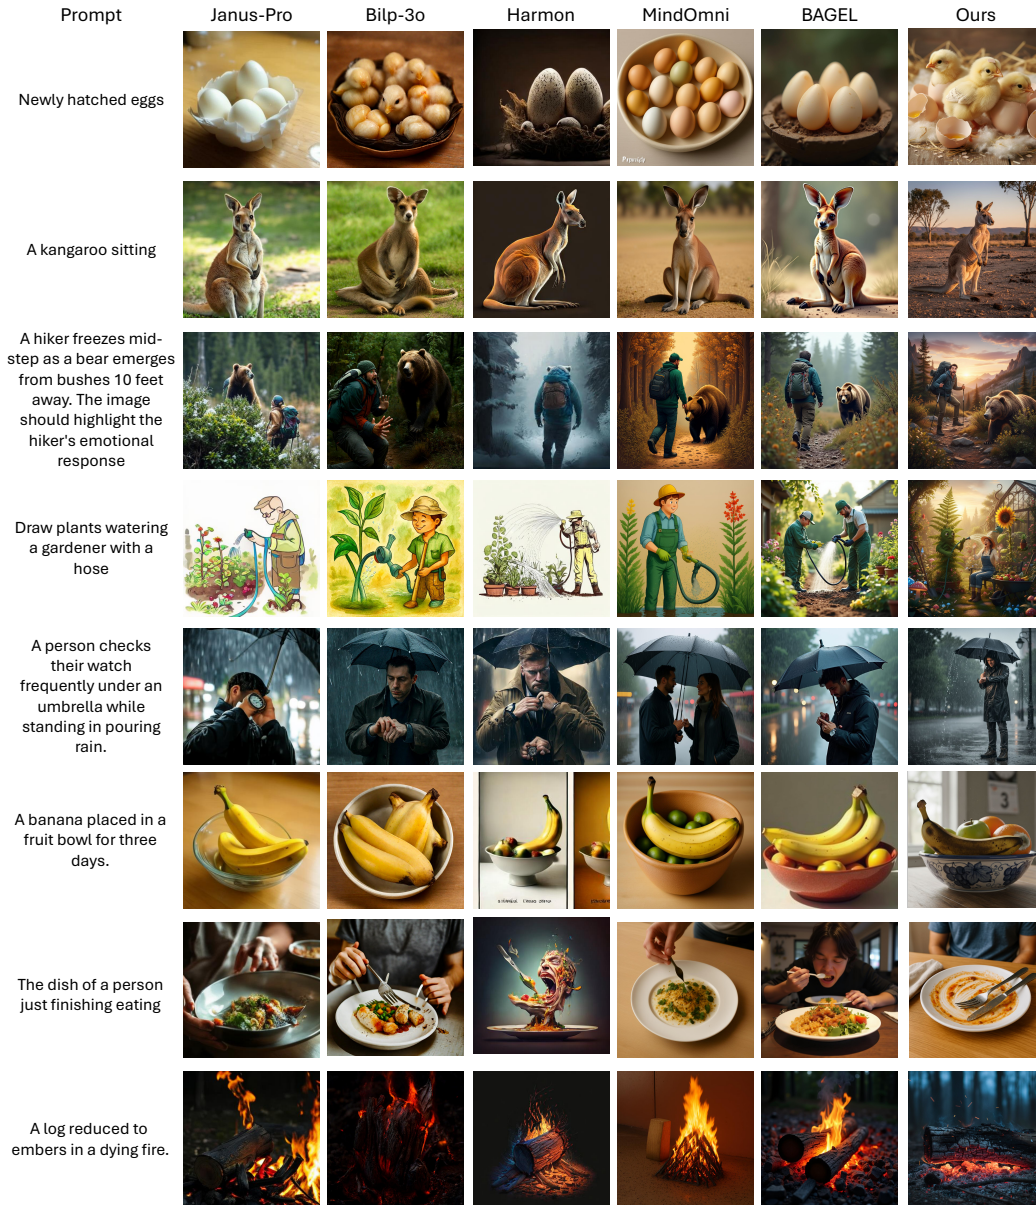 Prompt
Janus-Pro
Bilp-3o
Harmon
MindOmni
BAGEL
Ours
Newly hatched eggs
A kangaroo sitting
A hiker freezes mid-
step as a bear emerges
from bushes 10 feet
away. The image
should highlight the
hiker's emotional
response
Draw plants watering
a gardener with a
hose
A person checks
their watch
frequently under an
umbrella while
standing in pouring
rain.
A banana placed in a
fruit bowl for three
days.
3
The dish of a person
just finishing eating
A log reduced to
embers in a dying fire.